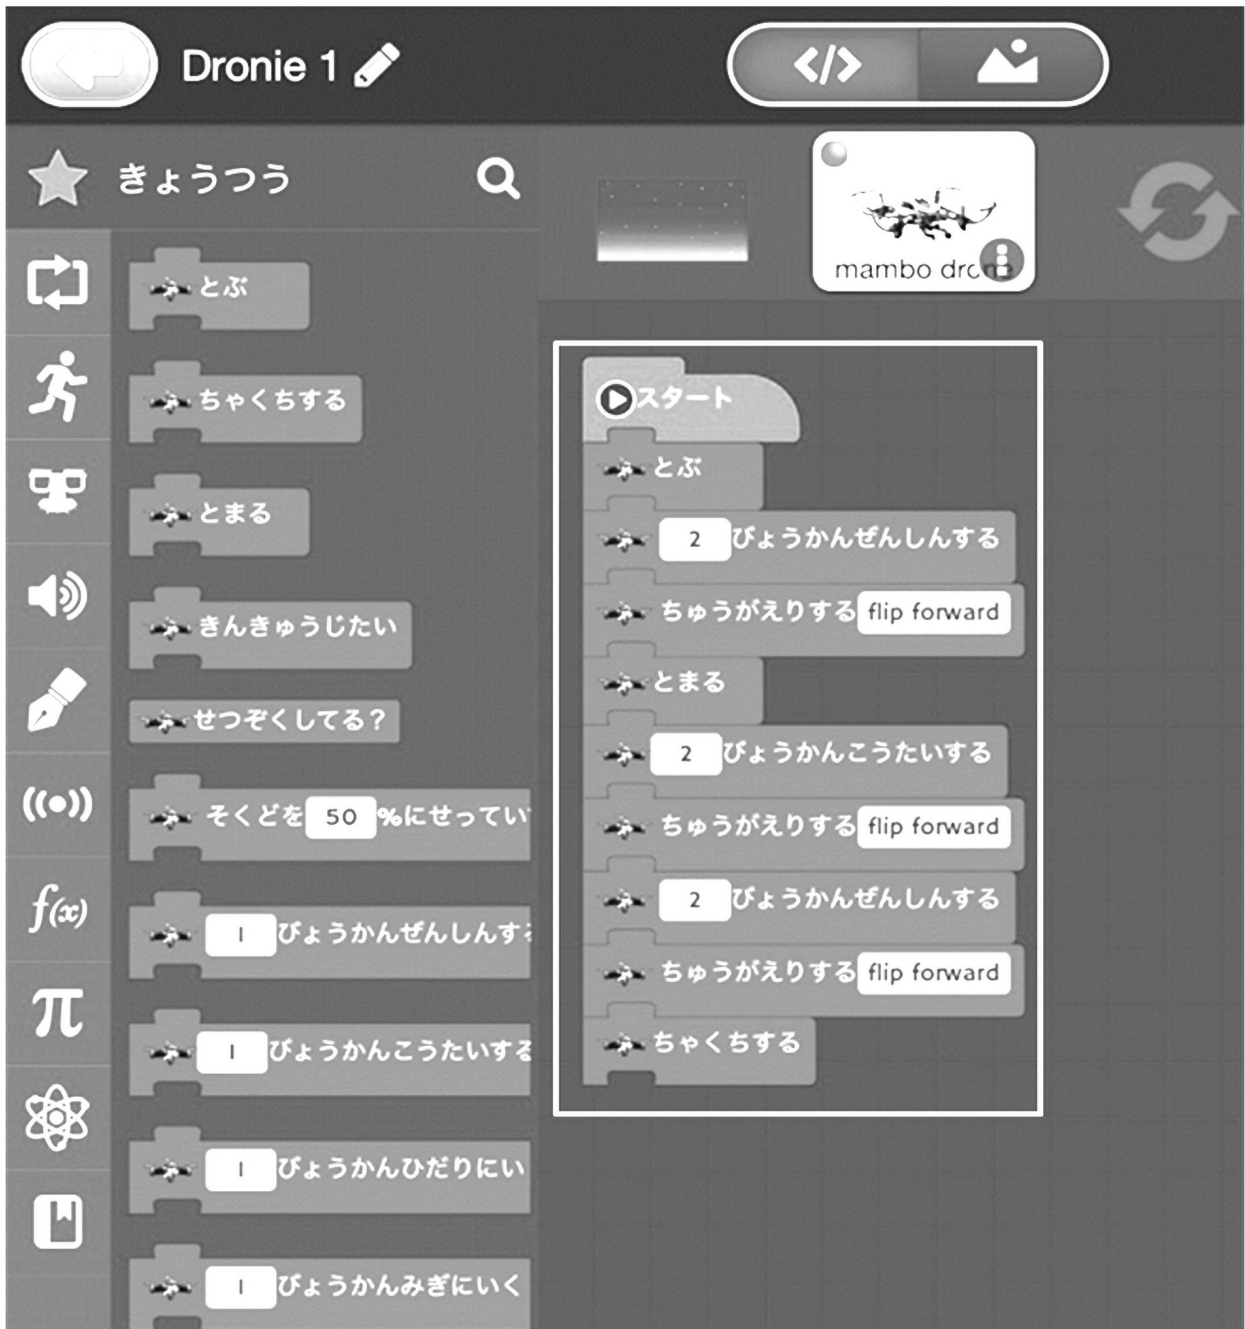 Dronie 1
</>
きょうつう
mambo dr
とぶ
ちゃくちする
とまる
きんきゅうじたい
せつぞくしてる?
そくどを 50 %にせってい
1 びょうかんぜんしんする
1 びょうかんこうたいする
1 びょうかんひだりにい
1 びょうかんみぎにいく
f(x)
π
スタート
とぶ
2 びょうかんぜんしんする
ちゅうがえりする flip forward
とまる
2 びょうかんこうたいする
ちゅうがえりする flip forward
2 びょうかんぜんしんする
ちゅうがえりする flip forward
ちゃくちする